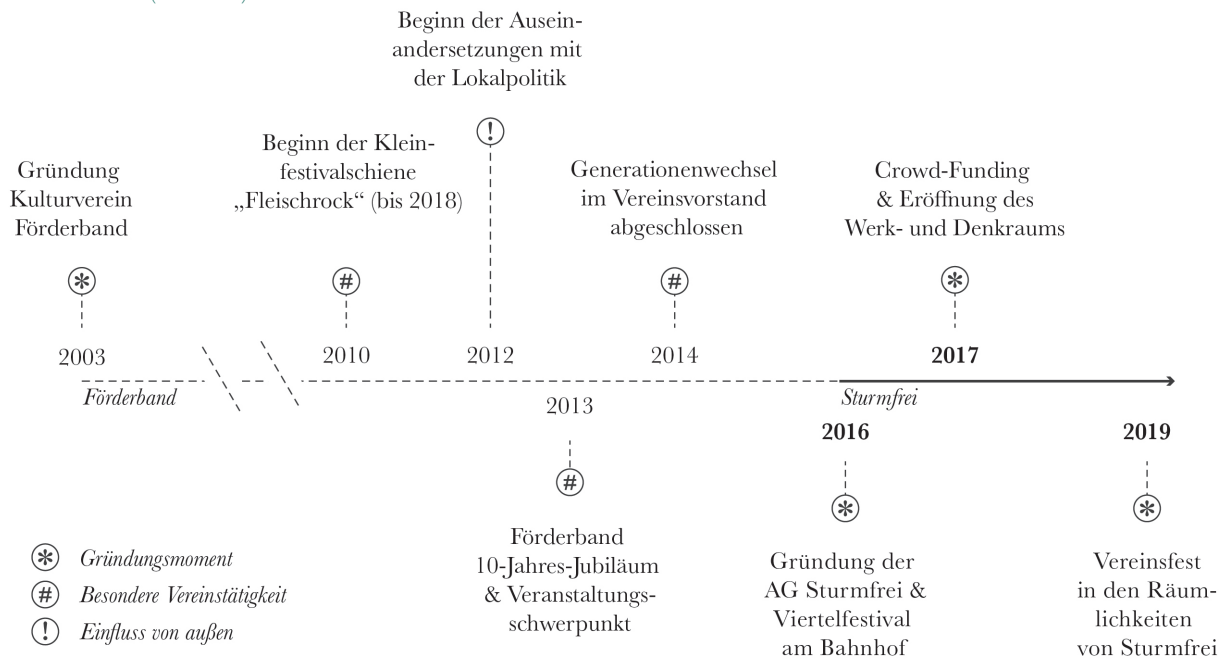 Beginn der Ausein-
andersetzungen mit
der Lokalpolitik
!
Gründung
Kulturverein
Förderband
*
Beginn der Klein-
festivalschiene
„Fleischrock“ (bis 2018)
#
Generationenwechsel
im Vereinsvorstand
abgeschlossen
#
Crowd-Funding
& Eröffnung des
Werk- und Denkraums
*
2003
2010
2012
2014
2017
Förderband
Sturmfrei
2013
#
Förderband
10-Jahres-Jubiläum
& Veranstaltungs-
schwerpunkt
2016
*
Gründung der
AG Sturmfrei &
Viertelfestival
am Bahnhof
2019
*
Vereinsfest
in den Räum-
lichkeiten
von Sturmfrei
* Gründungsmoment
# Besondere Vereinstätigkeit
! Einfluss von außen